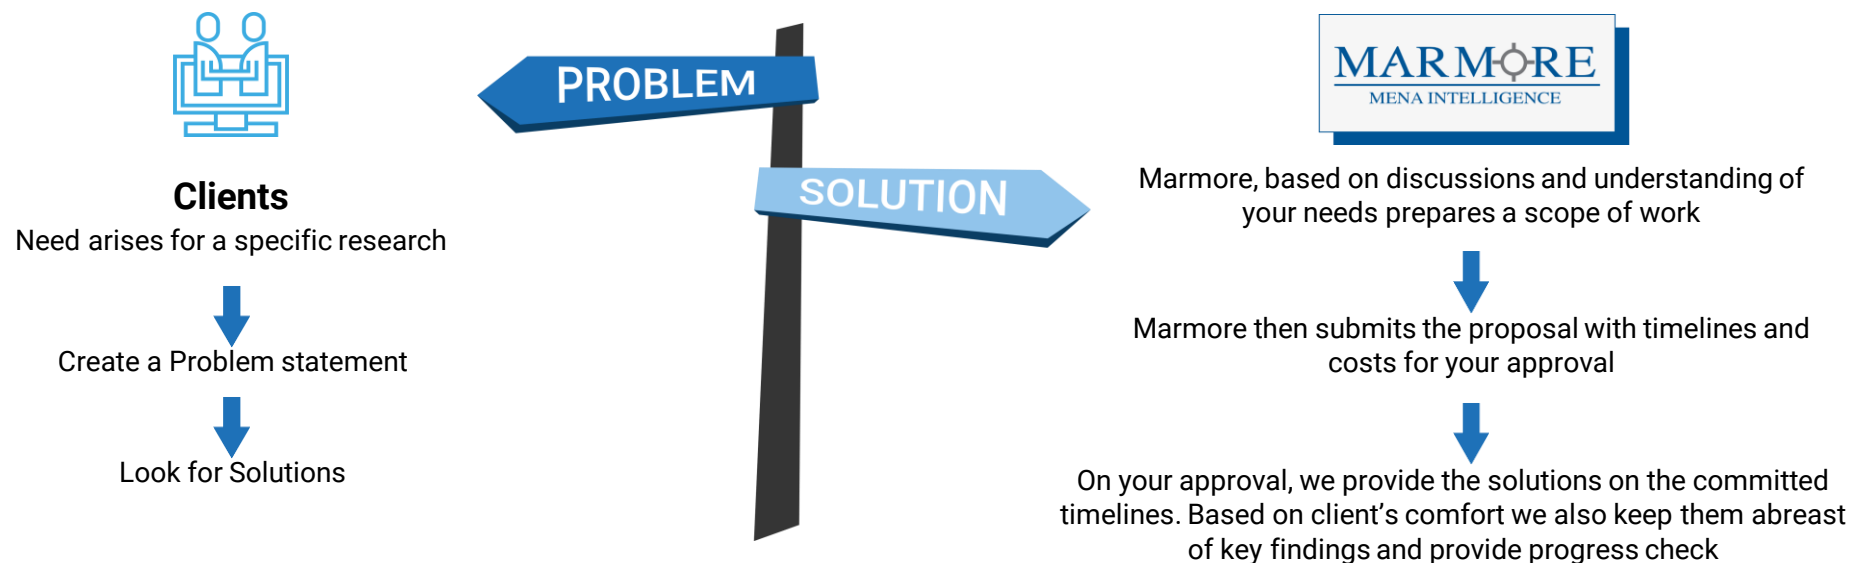 Clients
Need arises for a specific research
Create a Problem statement
Look for Solutions
PROBLEM
SOLUTION
MARMORE
MENA INTELLIGENCE
Marmore, based on discussions and understanding of
your needs prepares a scope of work
Marmore then submits the proposal with timelines and
costs for your approval
On your approval, we provide the solutions on the committed
timelines. Based on client's comfort we also keep them abreast
of key findings and provide progress check